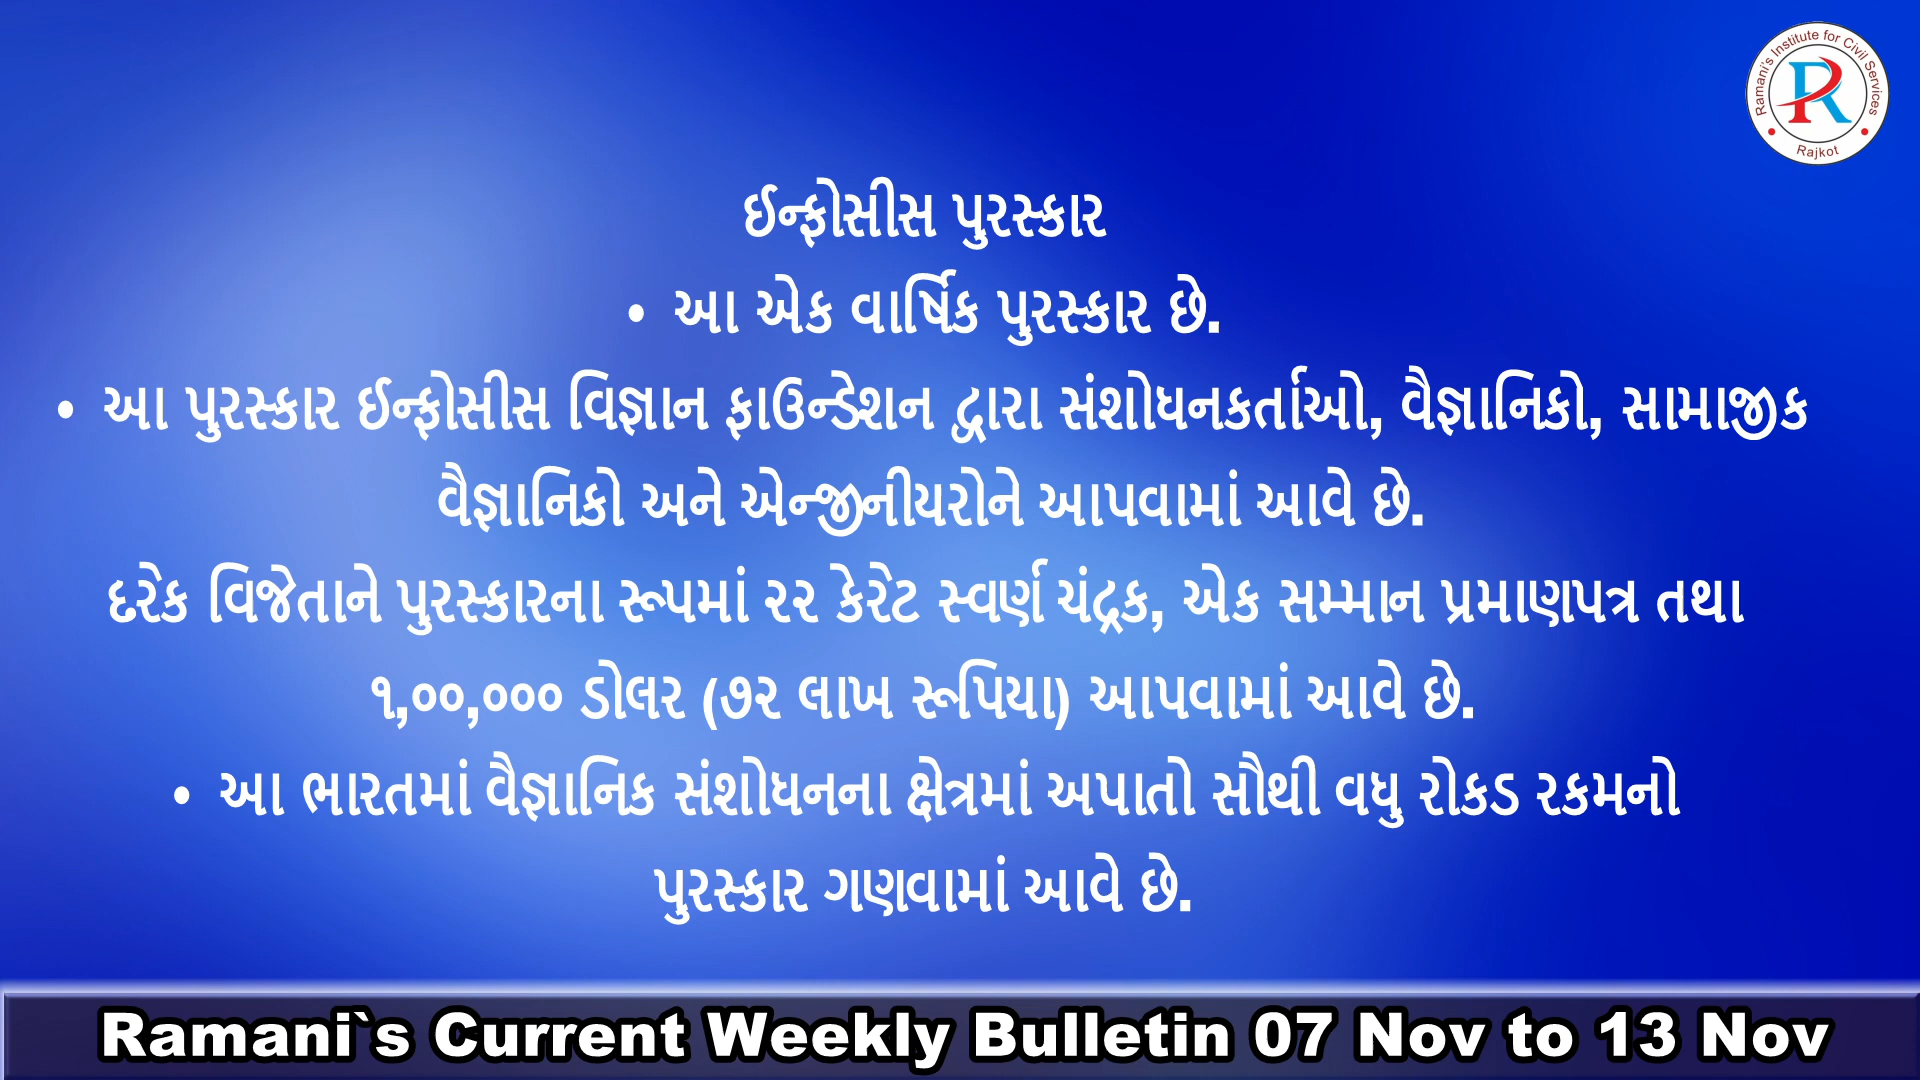 Ramani's Institute for Civil Services
R
Rajkot
ઈન્ફોસીસ પુરસ્કાર
• આ એક વાર્ષિક પુરસ્કાર છે.
• આ પુરસ્કાર ઈન્ફોસીસ વિજ્ઞાન ફાઉન્ડેશન દ્વારા સંશોધનકર્તાઓ, વૈજ્ઞાનિકો, સામાજીક
વૈજ્ઞાનિકો અને એન્જીનીયરોને આપવામાં આવે છે.
દરેક વિજેતાને પુરસ્કારના રૂપમાં ૨૨ કેરેટ સ્વર્ણ ચંદ્રક, એક સમ્માન પ્રમાણપત્ર તથા
૧,૦૦,૦૦૦ ડોલર (૭૨ લાખ રૂપિયા) આપવામાં આવે છે.
• આ ભારતમાં વૈજ્ઞાનિક સંશોધનના ક્ષેત્રમાં અપાતો સૌથી વધુ રોકડ રકમનો
પુરસ્કાર ગણવામાં આવે છે.
Ramani`s Current Weekly Bulletin 07 Nov to 13 Nov